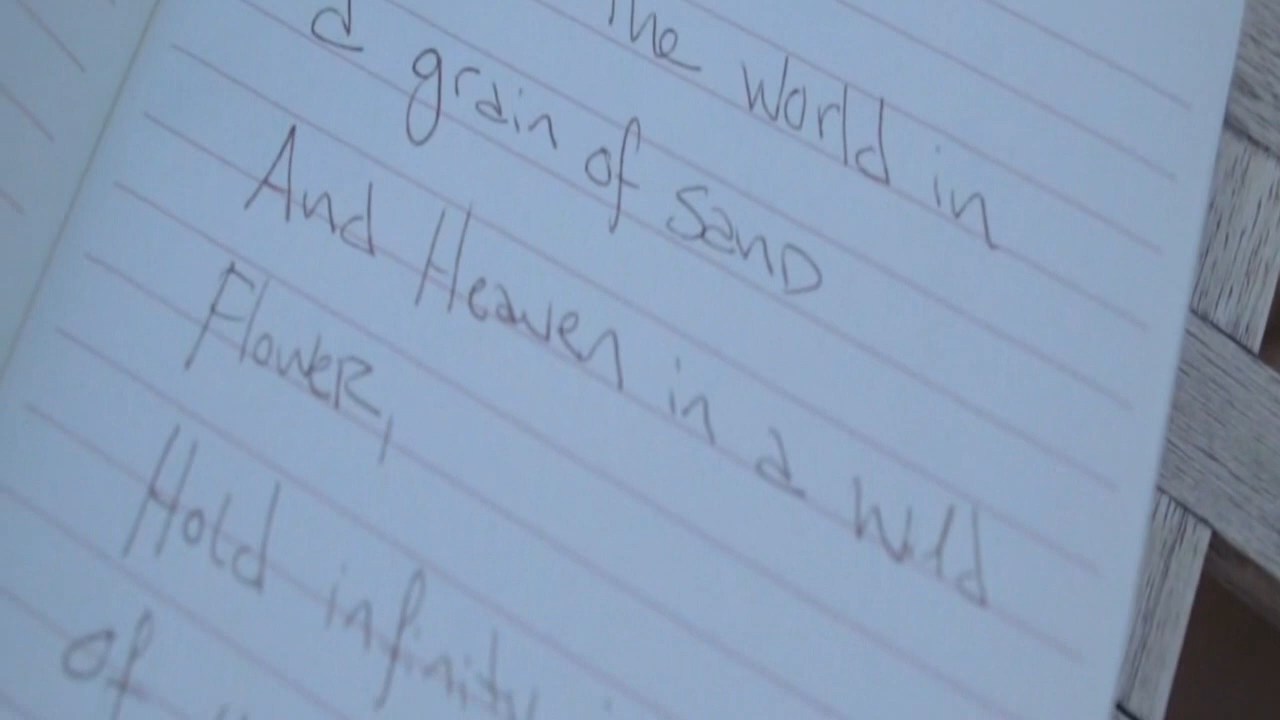 the world in
a grain of sand
And Heaven in a wild
Flower,
Hold infinity
of